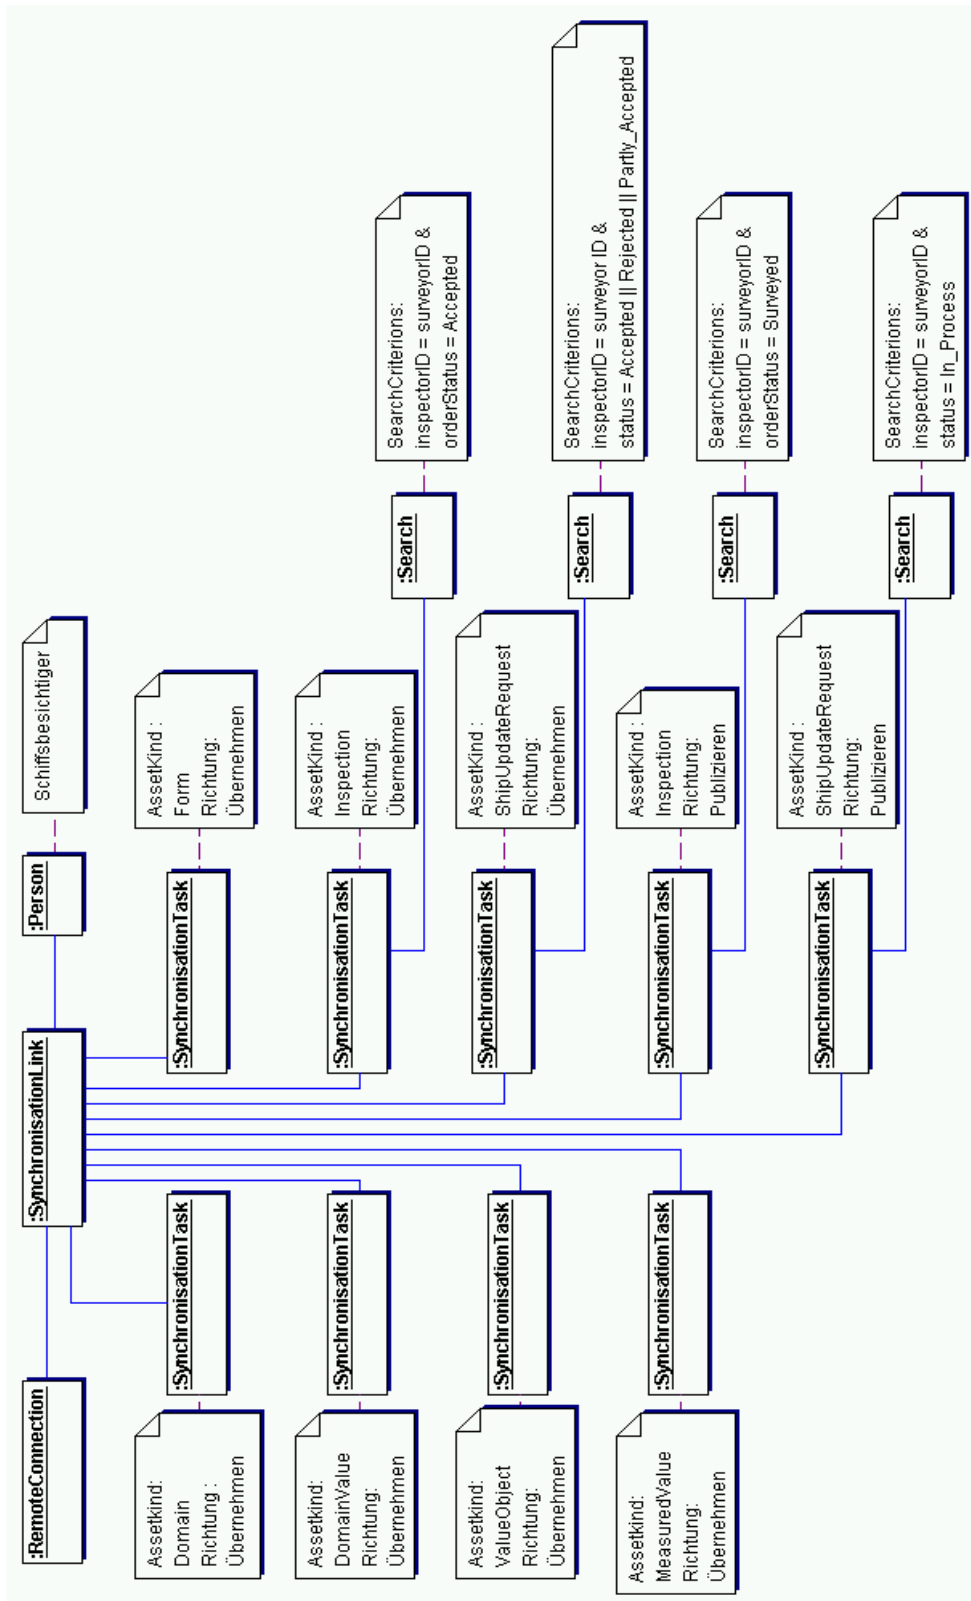 :RemoteConnection
:SynchronisationLink
:Person
Schiffsbesichtiger
Assetkind:
Domain
Richtung :
Übernehmen
:SynchronisationTask
:SynchronisationTask
AssetKind :
Form
Richtung:
Übernehmen
Assetkind:
DomainValue
Richtung:
Übernehmen
:SynchronisationTask
:SynchronisationTask
AssetKind :
Inspection
Richtung:
Übernehmen
:Search
SearchCriterions:
inspectorID = surveyorID &
orderStatus = Accepted
Assetkind:
ValueObject
Richtung:
Übernehmen
:SynchronisationTask
:SynchronisationTask
AssetKind :
ShipUpdateRequest
Richtung:
Übernehmen
:Search
SearchCriterions:
inspectorID = surveyor ID &
status = Accepted || Rejected || Partly_Accepted
Assetkind:
MeasuredValue
Richtung:
Übernehmen
:SynchronisationTask
:SynchronisationTask
AssetKind :
Inspection
Richtung:
Publizieren
:Search
SearchCriterions:
inspectorID = surveyorID &
orderStatus = Surveyed
:SynchronisationTask
AssetKind :
ShipUpdateRequest
Richtung:
Publizieren
:Search
SearchCriterions:
inspectorID = surveyorID &
status = In_Process